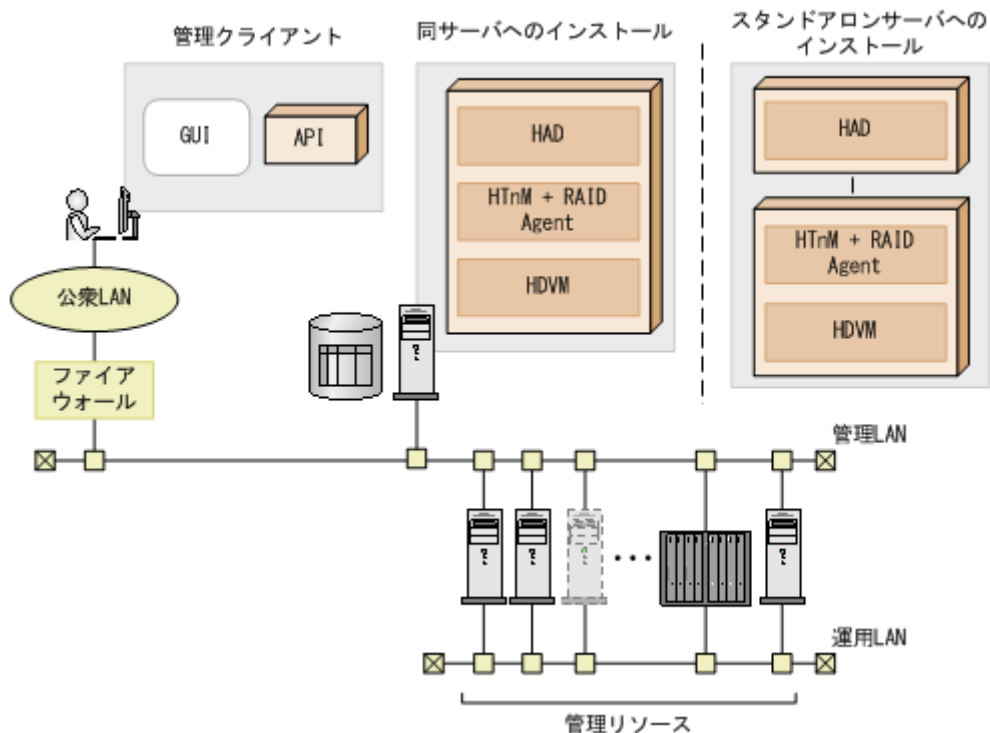 管理クライアント
同サーバへのインストール
スタンドアロンサーバへの
インストール
GUI
API
HAD
HTnM + RAID
Agent
HDVM
HAD
HTnM + RAID
Agent
HDVM
公衆LAN
ファイア
ウォール
管理LAN
運用LAN
管理リソース